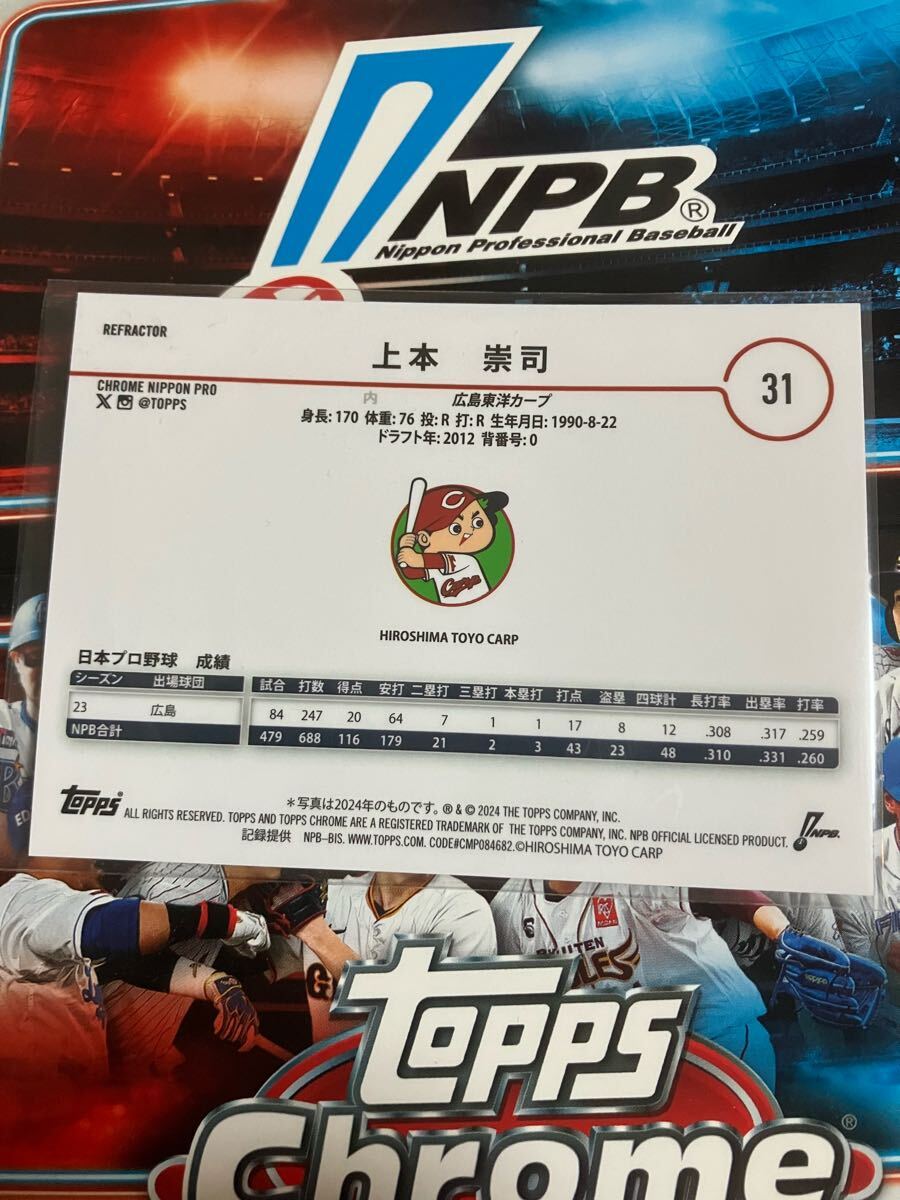 NPB®
Nippon Professional Baseball
REFRACTOR
上本 崇司
31
CHROME NIPPON PRO
X @TOPPS
内 広島東洋カープ
身長: 170 体重: 76 投: R 打: R 生年月日: 1990-8-22
ドラフト年: 2012 背番号: 0
C
Carp
HIROSHIMA TOYO CARP
日本プロ野球 成績
シーズン 出場球団 試合 打数 得点 安打 二塁打 三塁打 本塁打 打点 盗塁 四球計 長打率 出塁率 打率
23 広島 84 247 20 64 7 1 1 17 8 12 .308 .317 .259
NPB合計 479 688 116 179 21 2 3 43 23 48 .310 .331 .260
topps®
*写真は2024年のものです。® & © 2024 THE TOPPS COMPANY, INC.
ALL RIGHTS RESERVED. TOPPS AND TOPPS CHROME ARE A REGISTERED TRADEMARK OF THE TOPPS COMPANY, INC. NPB OFFICIAL LICENSED PRODUCT.
記録提供 NPB-BIS. WWW.TOPPS.COM. CODE#CMP084682.©HIROSHIMA TOYO CARP
NPB.
topps
Chrome®